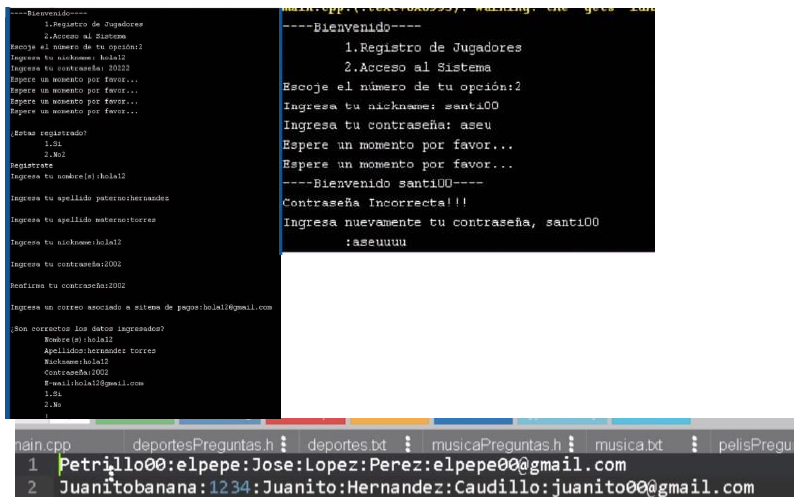 ----Bienvenido----
1.Registro de Jugadores
2.Acceso al Sistema
Escoje el número de tu opción:2
Ingresa tu nickname: hola12
Ingresa tu contraseña: 20222
Espere un momento por favor...
Espere un momento por favor...
Espere un momento por favor...
Espere un momento por favor...
¿Estas registrado?
1.Si
2.No2
Registrate
Ingresa tu nombre(s):hola12
Ingresa tu apellido paterno:hernandez
Ingresa tu apellido materno:torres
Ingresa tu nickname:hola12
Ingresa tu contraseña:2002
Reafirma tu contraseña:2002
Ingresa un correo asociado a sitema de pagos:hola12@gmail.com
¿Son correctos los datos ingresados?
Nombre(s):hola12
Apellidos:hernandez torres
Nickname:hola12
Contraseña:2002
E-mail:hola12@gmail.com
1.Si
2.No
----Bienvenido----
1.Registro de Jugadores
2.Acceso al Sistema
Escoje el número de tu opción:2
Ingresa tu nickname: santi00
Ingresa tu contraseña: aseu
Espere un momento por favor...
Espere un momento por favor...
----Bienvenido santi00----
Contraseña Incorrecta!!!
Ingresa nuevamente tu contraseña, santi00
:aseuuuu
main.cpp deportesPreguntas.h deportes.txt musicaPreguntas.h musica.txt pelisPregu
1 Petrillo00:elpepe:Jose:Lopez:Perez:elpepe00@gmail.com
2 Juanitobanana:1234:Juanito:Hernandez:Caudillo:juanito00@gmail.com